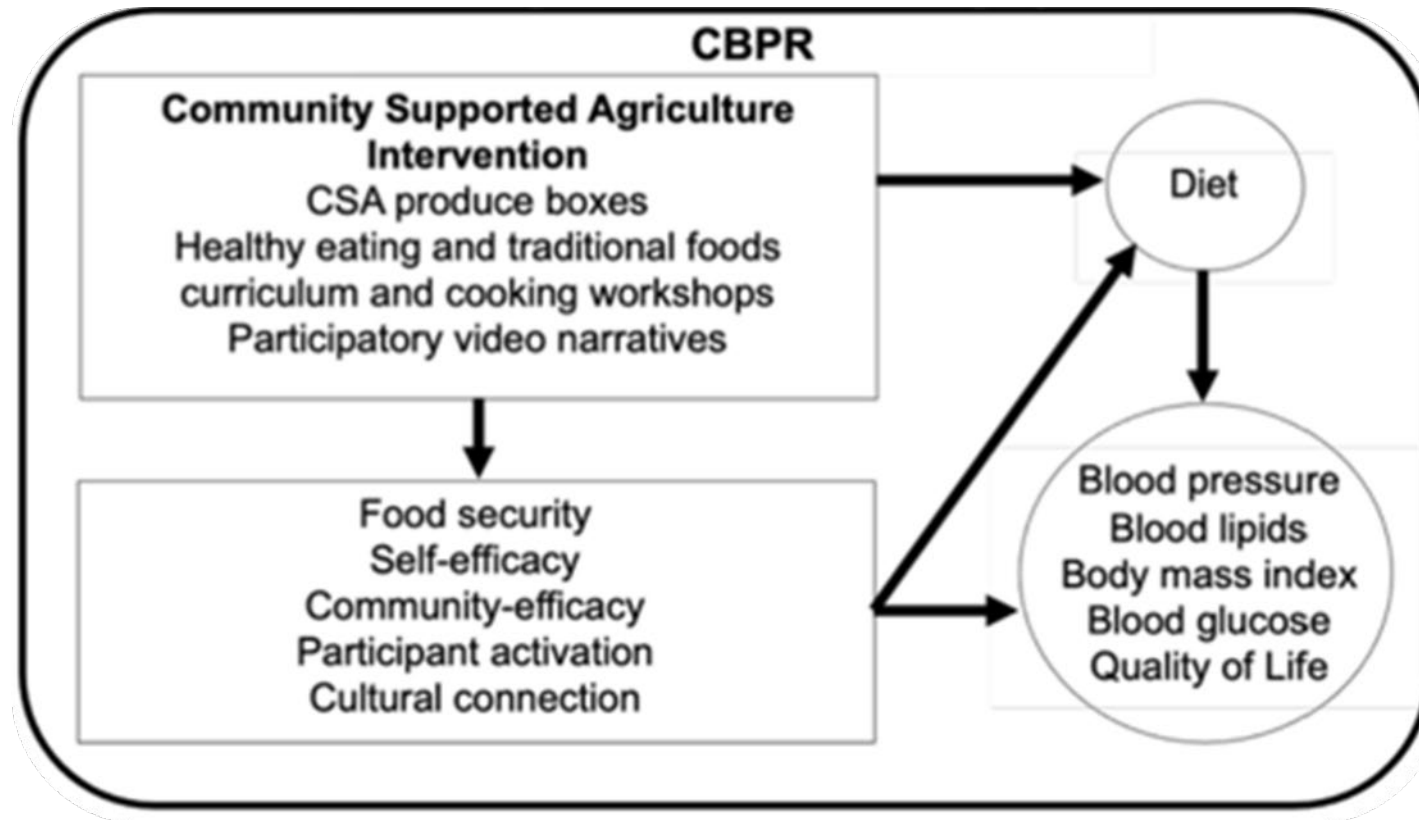 CBPR
Community Supported Agriculture
Intervention
CSA produce boxes
Healthy eating and traditional foods
curriculum and cooking workshops
Participatory video narratives
Diet
Food security
Self-efficacy
Community-efficacy
Participant activation
Cultural connection
Blood pressure
Blood lipids
Body mass index
Blood glucose
Quality of Life